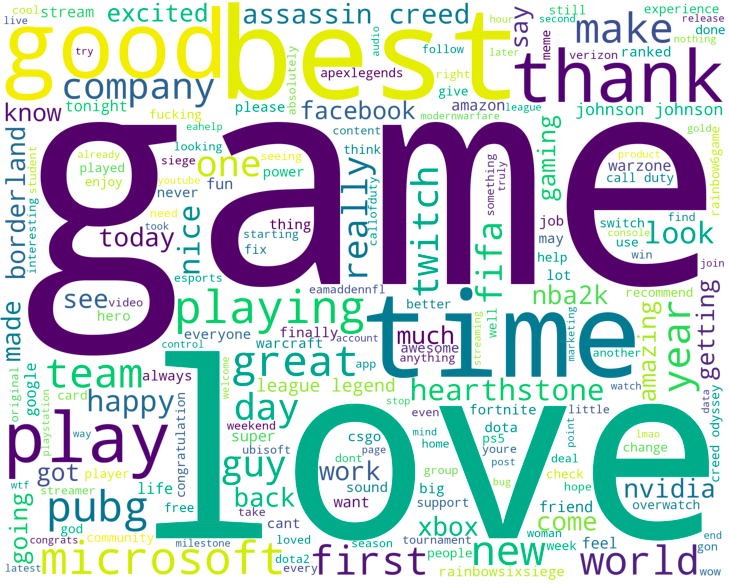 cool
stream
excited
assassin creed
say
still
experience
live
hour
second
release
good
best
make
done
try
audio
follow
later
meme
verizon
ranked
nothing
company
apexlegends
absolutely
right
thank
tonight
please
give
know
fucking
facebook
amazon
league
johnson johnson
modernwarfare
golde
game
already
eahelp
looking
seeing
content
borderland
student
interesting
played
enjoy
siege
one
think
really
callofduty
twitch
something
truly
gaming
product
warzone
call duty
rainbow6game
youtube
never
fun
power
need
nice
thing
starting
fix
today
took
job
may
switch
use
find
console
win
look
help
lot
join
see
video
hero
esports
eamaddennfl
better
fifa
well
nba2k
recommend
made
playing
everyone
finally
much
time
amazing
year
getting
control
warcraft
account
awesome
anything
streaming
marketing
another
original
google
team
always
great
app
card
happy
welcome
league legend
stop
hearthstone
watch
data
playstation
way
day
weekend
super
even
fortnite
little
lmao
change
creed odyssey
play
congratulation
ubisoft
csgo
mind
home
dota
ps5
youre
post
point
deal
check
love
got
player
guy
page
dont
work
group
bug
hope
nvidia
wtf
streamer
life
sound
big
support
overwatch
going
pubg
free
back
take
want
cant
xbox
friend
come
feel
end
gon
god
community
loved
season
tournament
woman
week
congrats
milestone
dota2
every
people
new
latest
microsoft
first
rainbowsixsiege
world
wow